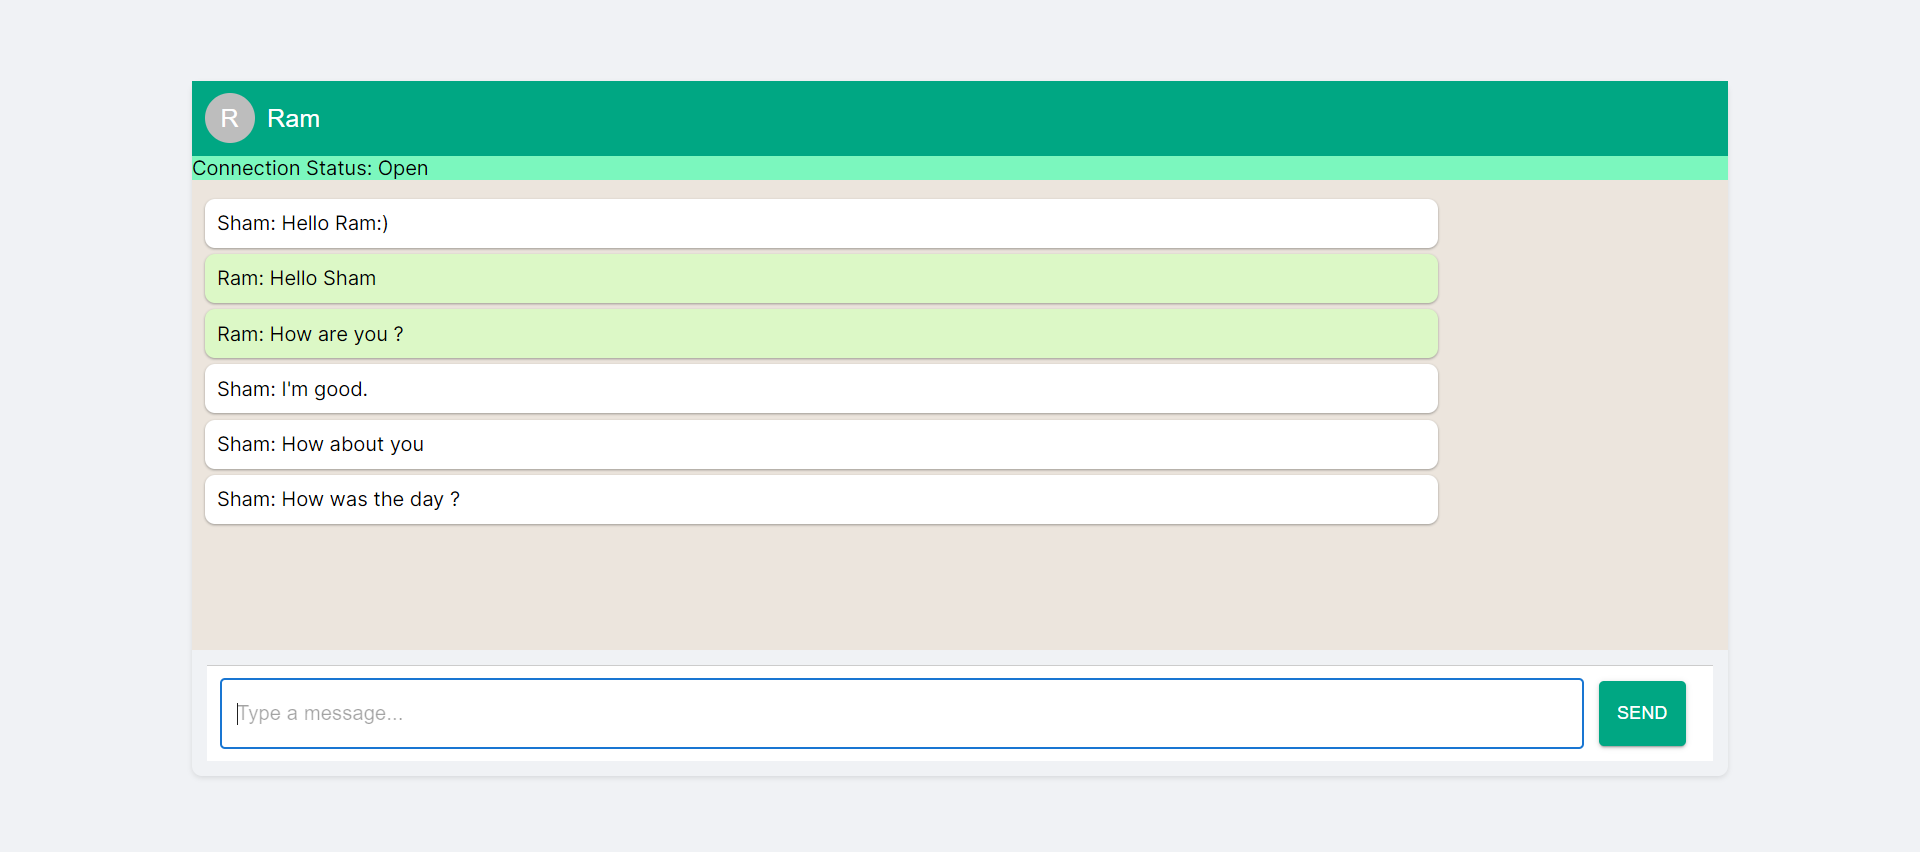 R Ram
Connection Status: Open
Sham: Hello Ram:)
Ram: Hello Sham
Ram: How are you ?
Sham: I'm good.
Sham: How about you
Sham: How was the day ?
Type a message... SEND